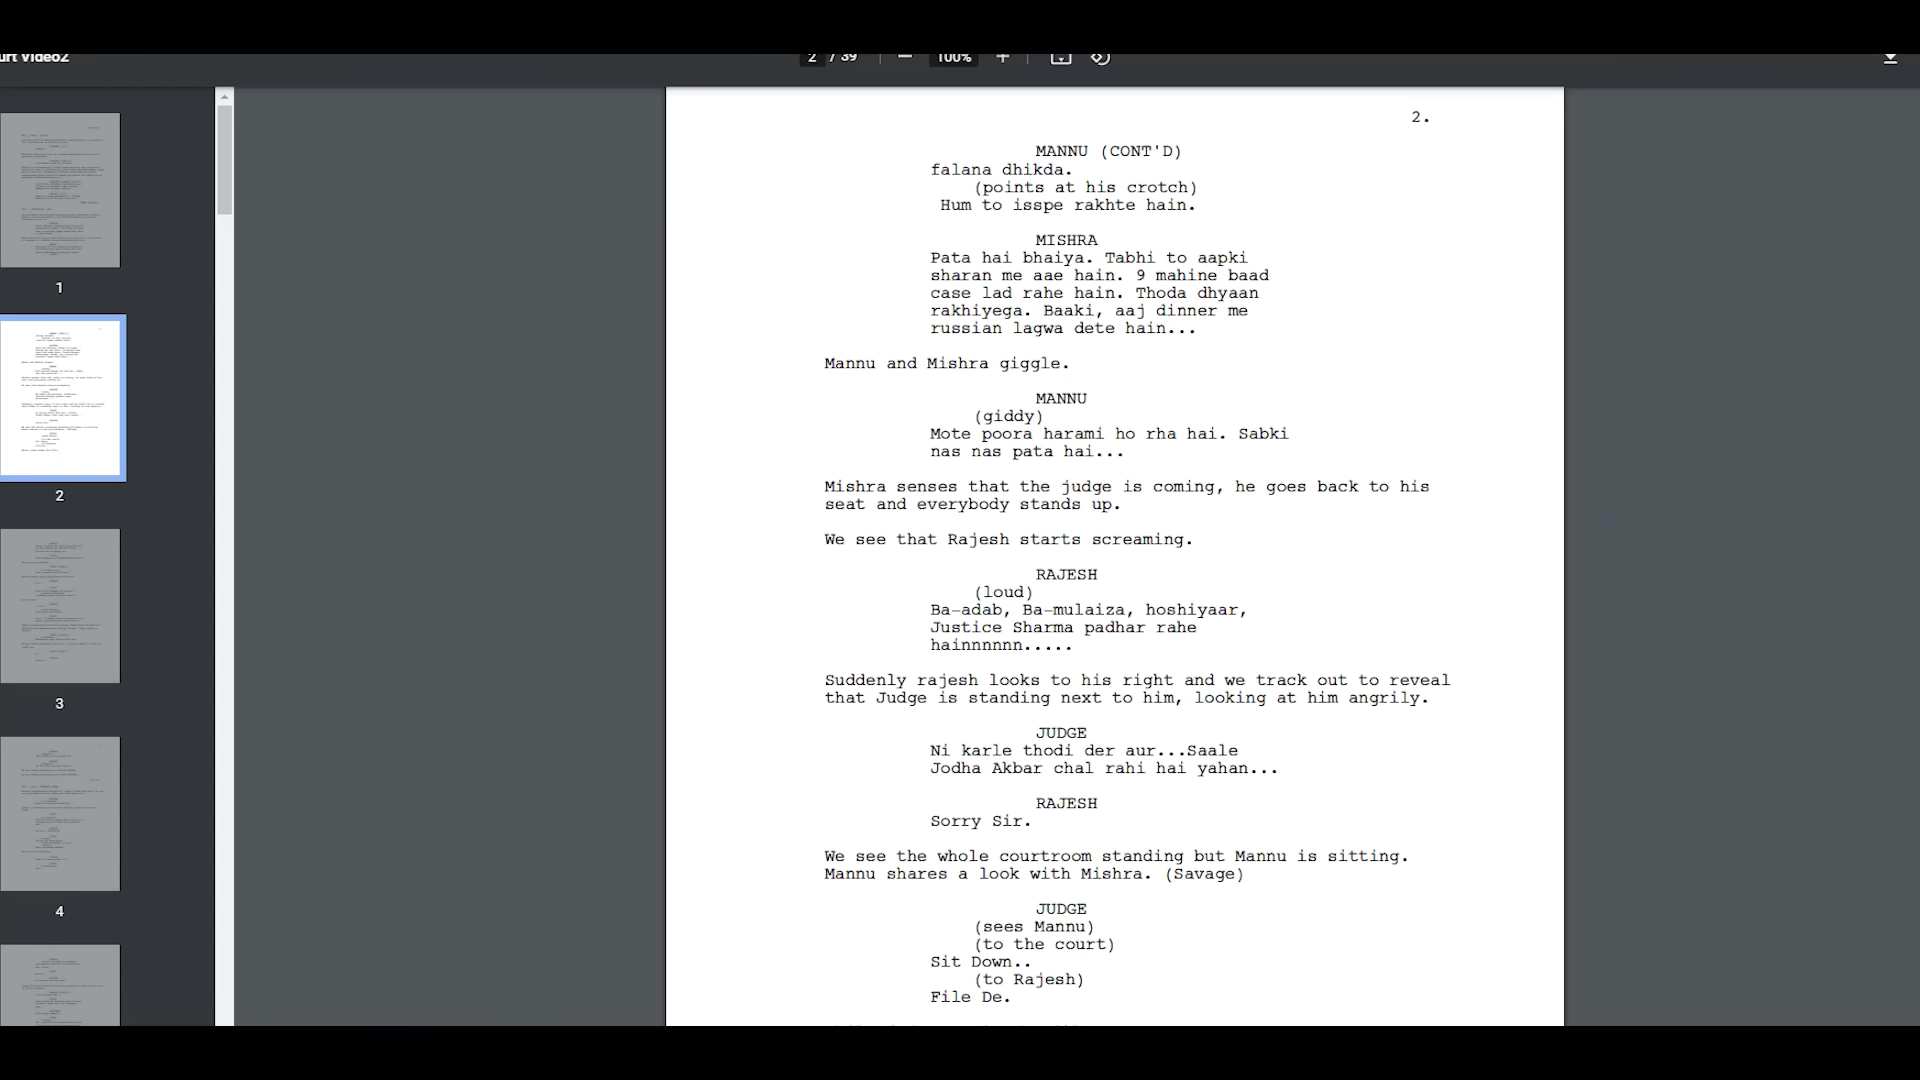 urt Video2
2 / 39
100%
1
2
3
4
2.
MANNU (CONT'D)
falana dhikda.
(points at his crotch)
Hum to isspe rakhte hain.
MISHRA
Pata hai bhaiya. Tabhi to aapki
sharan me aae hain. 9 mahine baad
case lad rahe hain. Thoda dhyaan
rakhiyega. Baaki, aaj dinner me
russian lagwa dete hain...
Mannu and Mishra giggle.
MANNU
(giddy)
Mote poora harami ho rha hai. Sabki
nas nas pata hai...
Mishra senses that the judge is coming, he goes back to his
seat and everybody stands up.
We see that Rajesh starts screaming.
RAJESH
(loud)
Ba-adab, Ba-mulaiza, hoshiyaar,
Justice Sharma padhar rahe
hainnnnnn.....
Suddenly rajesh looks to his right and we track out to reveal
that Judge is standing next to him, looking at him angrily.
JUDGE
Ni karle thodi der aur...Saale
Jodha Akbar chal rahi hai yahan...
RAJESH
Sorry Sir.
We see the whole courtroom standing but Mannu is sitting.
Mannu shares a look with Mishra. (Savage)
JUDGE
(sees Mannu)
(to the court)
Sit Down..
(to Rajesh)
File De.